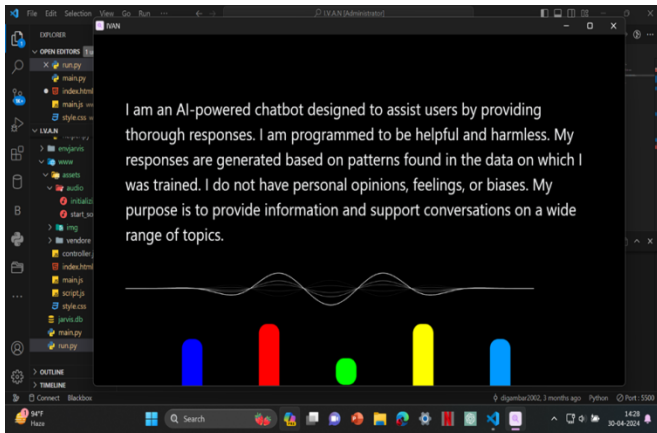 File Edit Selection View Go Run ... I.V.A.N [Administrator]
IVAN
EXPLORER
OPEN EDITORS
run.py
main.py
index.html
main.js
style.css
I.V.A.N
envjarvis
www
assets
audio
start_so
img
vendore
controller.j
index.html
main.js
script.js
style.css
jarvis.db
main.py
run.py
OUTLINE
TIMELINE
I am an AI-powered chatbot designed to assist users by providing
thorough responses. I am programmed to be helpful and harmless. My
responses are generated based on patterns found in the data on which I
was trained. I do not have personal opinions, feelings, or biases. My
purpose is to provide information and support conversations on a wide
range of topics.
Connect Blackbox digambar2002, 3 months ago Python Port : 5500
94°F
Haze
Search
14:28
30-04-2024